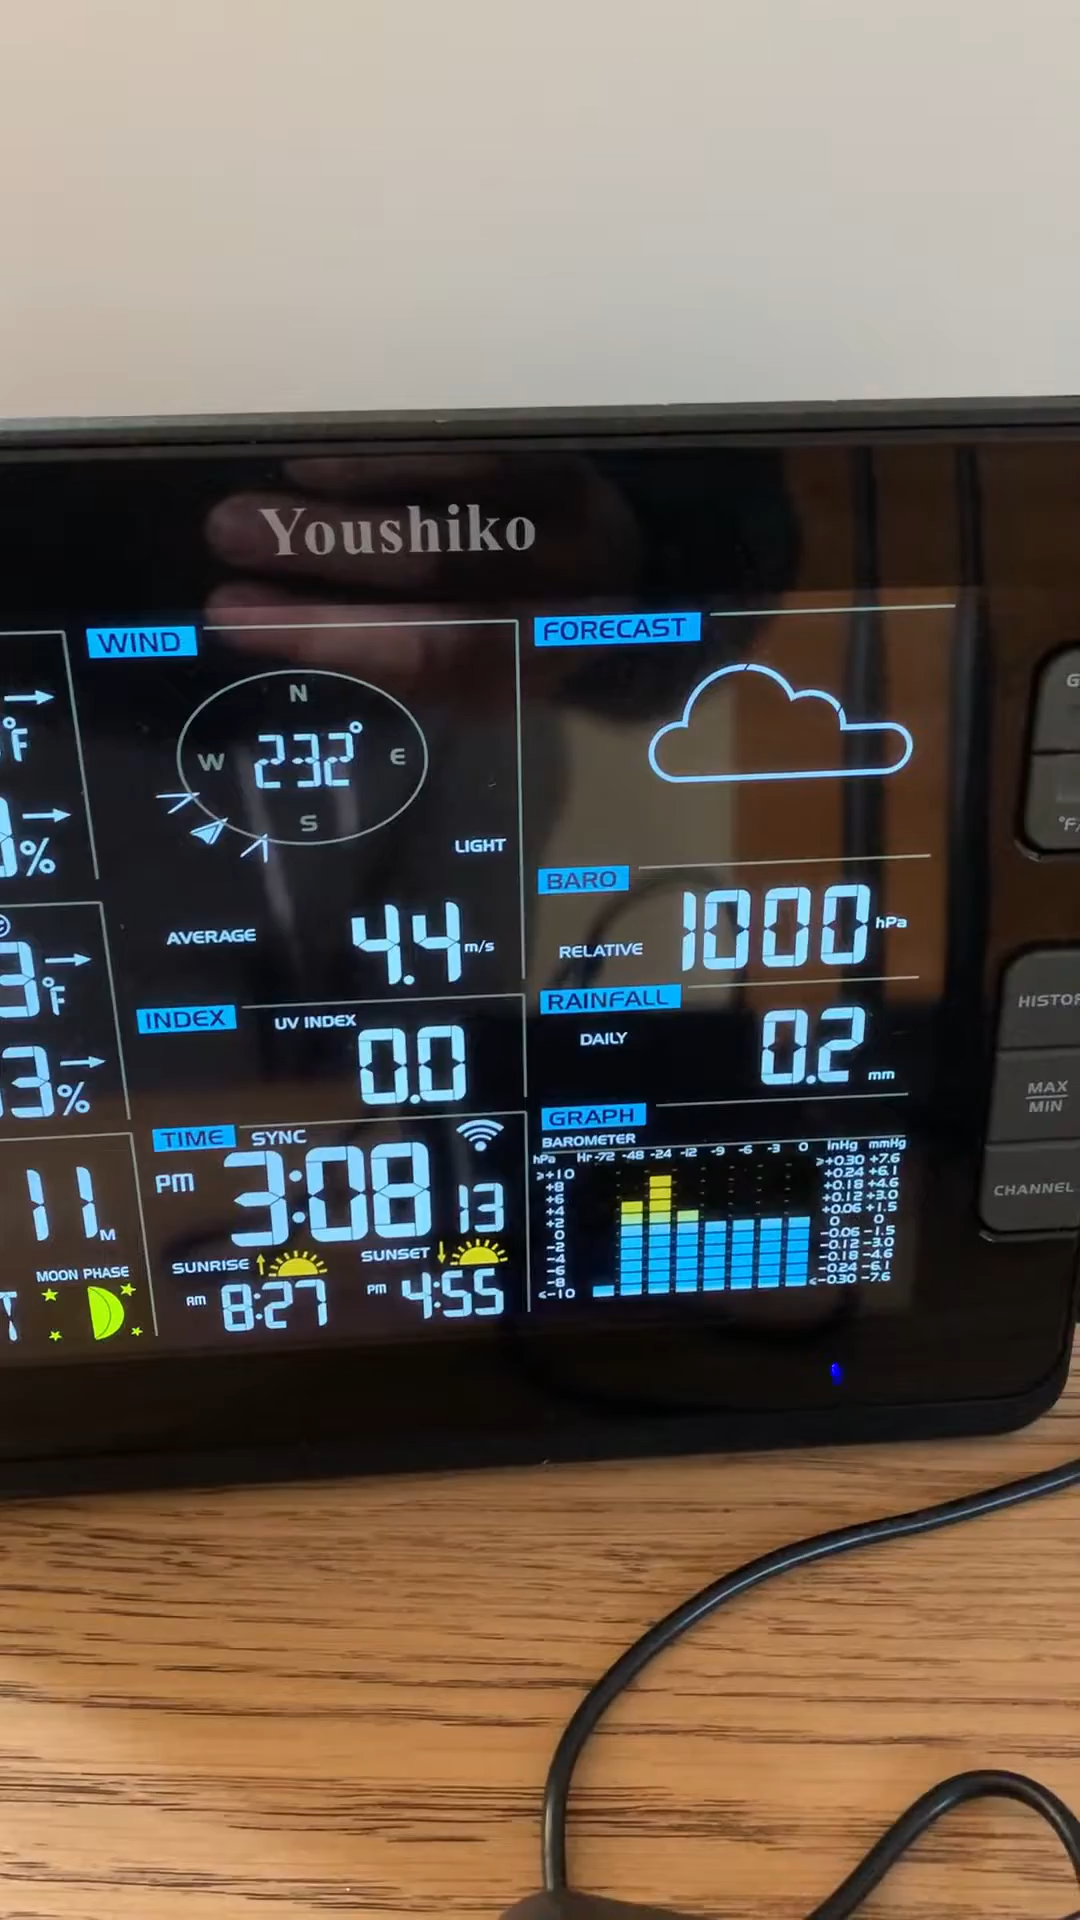 Youshiko
WIND
N
W 232° E
S
LIGHT
AVERAGE 4.4 m/s
FORECAST
BARO
RELATIVE 1000 hPa
RAINFALL
DAILY 0.2 mm
°F
%
3°F
3%
INDEX UV INDEX
0.0
TIME SYNC
PM 3:08 13
SUNRISE SUNSET
AM 8:27 PM 4:55
11 M
MOON PHASE
GRAPH
BAROMETER
hPa Hr -72 -48 -24 -12 -9 -6 -3 0 inHg mmHg
≥+10 ≥+0.30 +7.6
+8 +0.24 +6.1
+6 +0.18 +4.6
+4 +0.12 +3.0
+2 +0.06 +1.5
0 0 0
-2 -0.06 -1.5
-4 -0.12 -3.0
-6 -0.18 -4.6
-8 -0.24 -6.1
≤-10 ≤-0.30 -7.6
°F/
HISTOR
MAX
MIN
CHANNEL